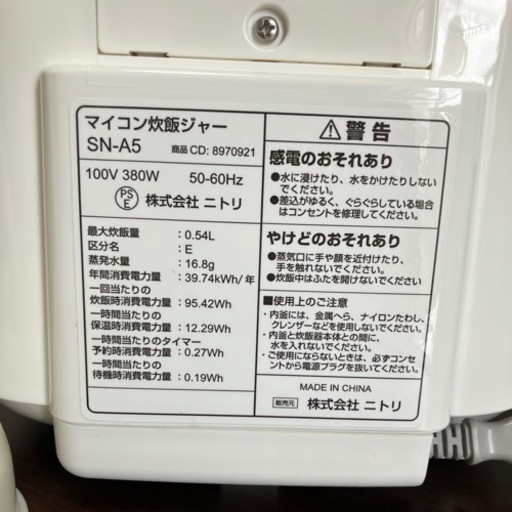 マイコン炊飯ジャー
SN-A5 商品CD: 8970921
100V 380W 50-60Hz
PS
E 株式会社 ニトリ
最大炊飯量 : 0.54L
区分名 : E
蒸発水量 : 16.8g
年間消費電力量 : 39.74kWh/年
一回当たりの
炊飯時消費電力量 : 95.42Wh
一時間当たりの
保温時消費電力量 : 12.29Wh
一時間当たりのタイマー
予約時消費電力量 : 0.27Wh
一時間当たりの
待機時消費電力量 : 0.19Wh
⚠警告
感電のおそれあり
●水に浸けたり、水をかけたりしない
でください。
●差込がゆるく、ぐらぐらしている場合
はコンセントを修理してください。
やけどのおそれあり
●蒸気口に手や顔を近付けたり、
手を触れないでください。
●炊飯中はふたを開けないでください。
■使用上のご注意
・内釜には、金属へら、ナイロンたわし、
クレンザーなどを使用しないでください。
・内釜と炊飯器本体との間に、
水を入れないでください。
・ご使用にならないときは、必ずコンセ
ントから電源プラグを抜いてください。
MADE IN CHINA
販売元 株式会社 ニトリ